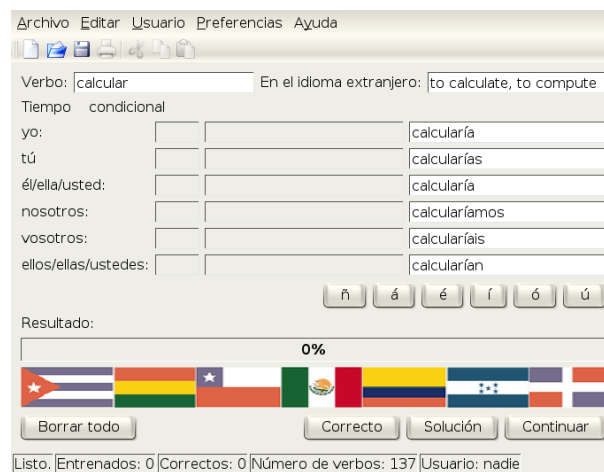 Archivo Editar Usuario Preferencias Ayuda
Verbo: calcular En el idioma extranjero: to calculate, to compute
Tiempo condicional
yo: calcularía
tú calcularías
él/ella/usted: calcularía
nosotros: calcularíamos
vosotros: calcularíais
ellos/ellas/ustedes: calcularían
ñ á é í ó ú
Resultado:
0%
Borrar todo Correcto Solución Continuar
Listo. Entrenados: 0 Correctos: 0 Número de verbos: 137 Usuario: nadie